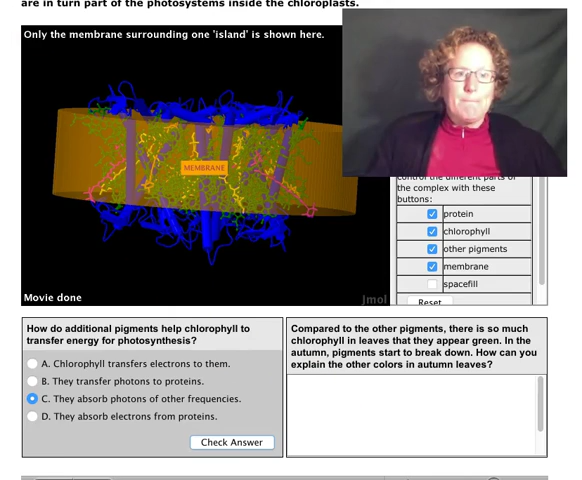 are in turn part of the photosystems inside the chloroplasts.
Only the membrane surrounding one 'island' is shown here.
MEMBRANE
Movie done
Jmol
control the different parts of
the complex with these
buttons:
protein
chlorophyll
other pigments
membrane
spacefill
Reset
How do additional pigments help chlorophyll to
transfer energy for photosynthesis?
A. Chlorophyll transfers electrons to them.
B. They transfer photons to proteins.
C. They absorb photons of other frequencies.
D. They absorb electrons from proteins.
Check Answer
Compared to the other pigments, there is so much
chlorophyll in leaves that they appear green. In the
autumn, pigments start to break down. How can you
explain the other colors in autumn leaves?